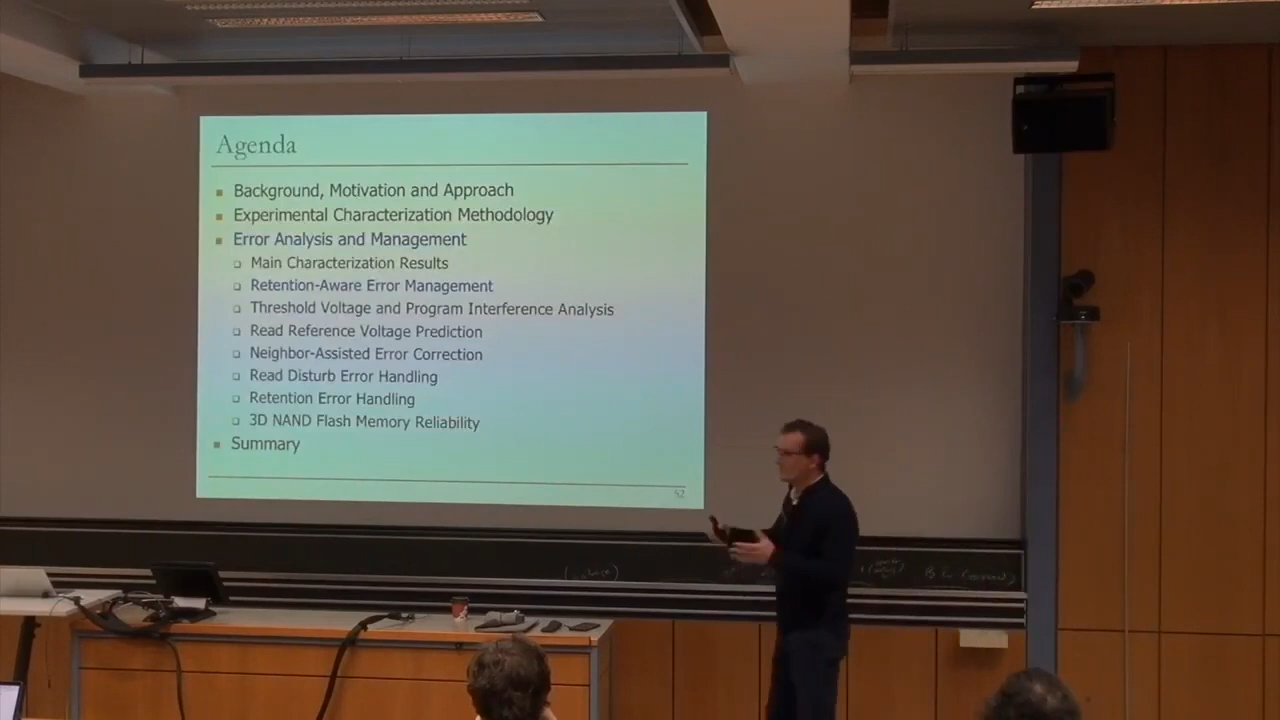 Agenda
Background, Motivation and Approach
Experimental Characterization Methodology
Error Analysis and Management
Main Characterization Results
Retention-Aware Error Management
Threshold Voltage and Program Interference Analysis
Read Reference Voltage Prediction
Neighbor-Assisted Error Correction
Read Disturb Error Handling
Retention Error Handling
3D NAND Flash Memory Reliability
Summary
52